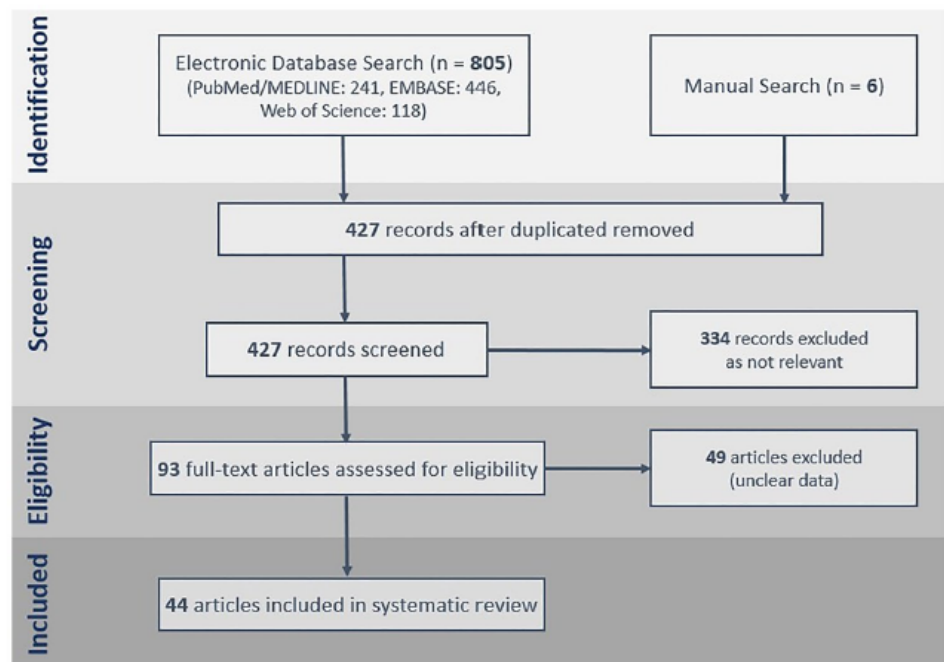 Identification
Electronic Database Search (n = 805)
(PubMed/MEDLINE: 241, EMBASE: 446,
Web of Science: 118)
Manual Search (n = 6)
Screening
427 records after duplicated removed
427 records screened
334 records excluded
as not relevant
Eligibility
93 full-text articles assessed for eligibility
49 articles excluded
(unclear data)
Included
44 articles included in systematic review